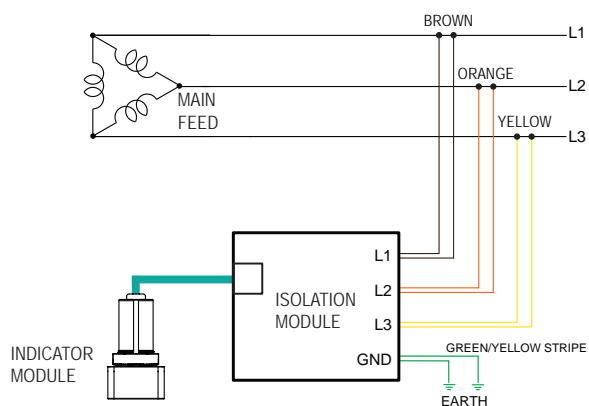 BROWN
L1
ORANGE
L2
MAIN
FEED
YELLOW
L3
L1
ISOLATION
MODULE
L2
L3
GND
GREEN/YELLOW STRIPE
INDICATOR
MODULE
EARTH